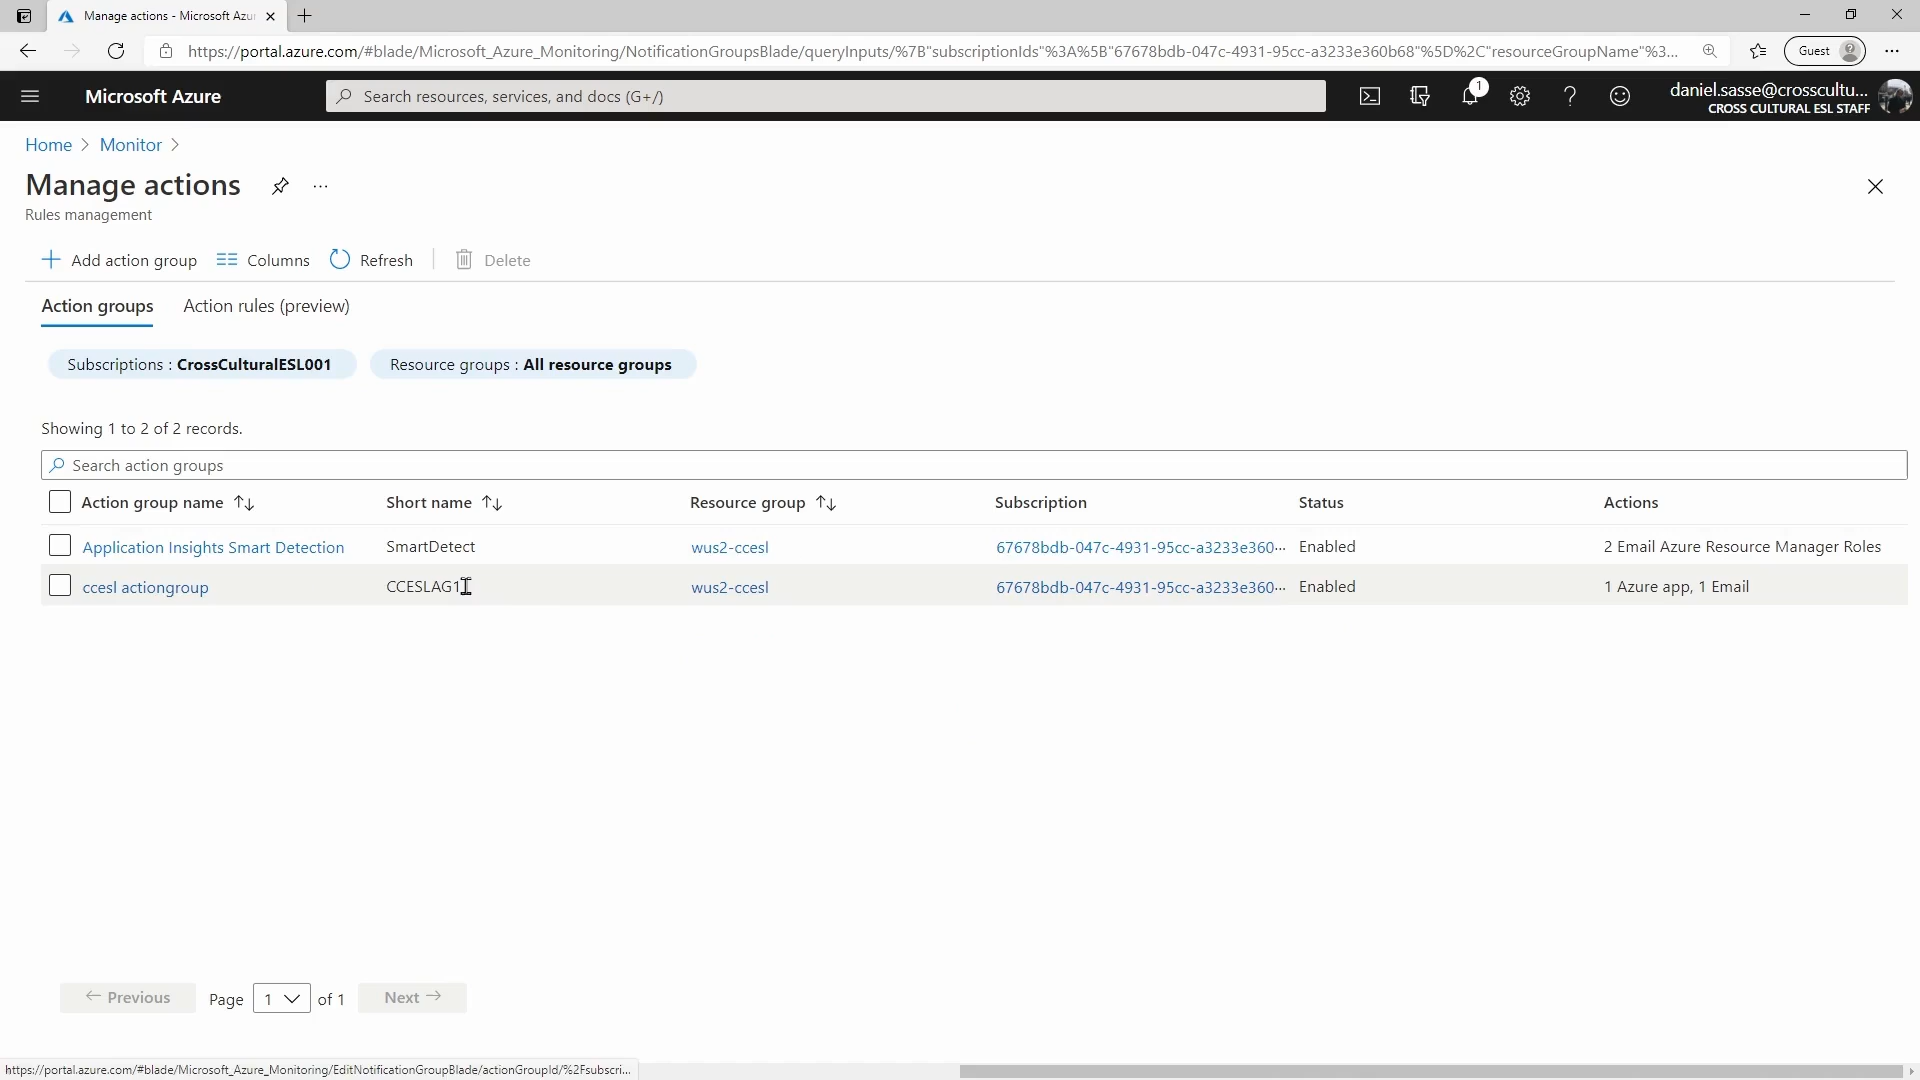 Manage actions - Microsoft Azur
https://portal.azure.com/#blade/Microsoft_Azure_Monitoring/NotificationGroupsBlade/queryInputs/%7B"subscriptionIds"%3A%5B"67678bdb-047c-4931-95cc-a3233e360b68"%5D%2C"resourceGroupName"%3...
Guest
Microsoft Azure
Search resources, services, and docs (G+/)
1
daniel.sasse@crosscultu...
CROSS CULTURAL ESL STAFF
Home > Monitor >
Manage actions
...
Rules management
Add action group
Columns
Refresh
Delete
Action groups
Action rules (preview)
Subscriptions : CrossCulturalESL001
Resource groups : All resource groups
Showing 1 to 2 of 2 records.
Search action groups
Action group name ↑↓ Short name ↑↓ Resource group ↑↓ Subscription Status Actions
Application Insights Smart Detection SmartDetect wus2-ccesl 67678bdb-047c-4931-95cc-a3233e360... Enabled 2 Email Azure Resource Manager Roles
ccesl actiongroup CCESLAG1 wus2-ccesl 67678bdb-047c-4931-95cc-a3233e360... Enabled 1 Azure app, 1 Email
← Previous Page 1 of 1 Next →
https://portal.azure.com/#blade/Microsoft_Azure_Monitoring/EditNotificationGroupBlade/actionGroupId/%2Fsubscri...